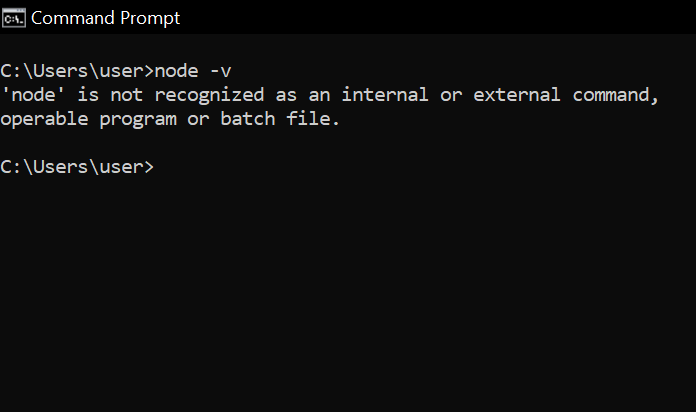 Command Prompt
C:\Users\user>node -v
'node' is not recognized as an internal or external command,
operable program or batch file.
C:\Users\user>